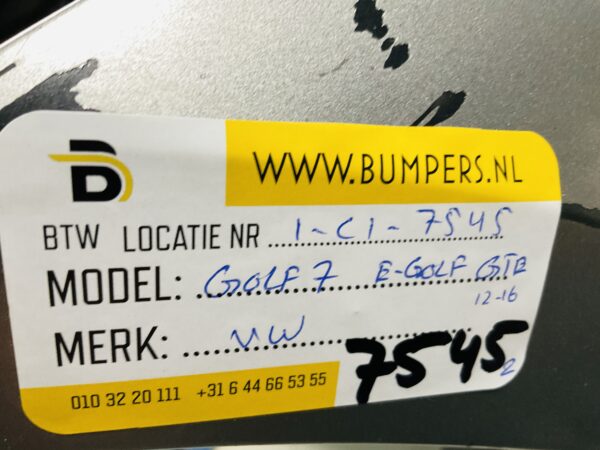 B
WWW.BUMPERS.NL
BTW LOCATIE NR 1-C1-7545
MODEL: GOLF 7 E-GOLF GTE
12-16
MERK: VW
7545
2
010 32 20 111 +31 6 44 66 53 55